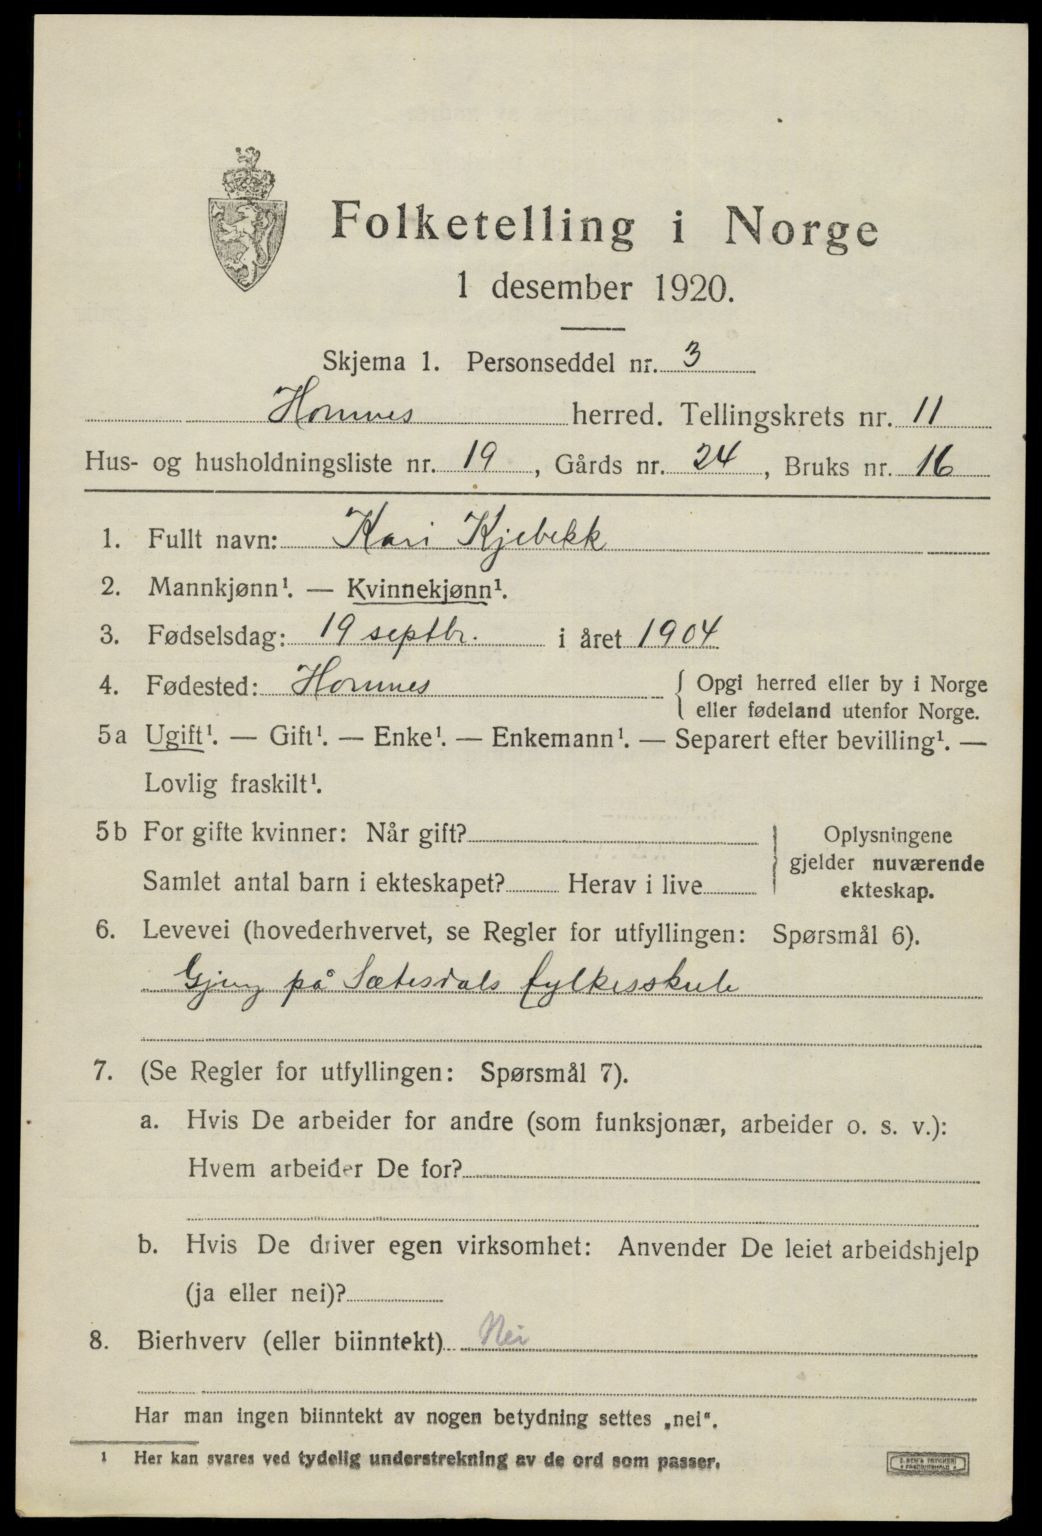 Folketelling i Norge
1 desember 1920.
Skjema 1. Personseddel nr. 3
Hornnes herred. Tellingskrets nr. 11
Hus- og husholdningsliste nr. 19, Gårds nr. 24, Bruks nr. 16
1. Fullt navn: Kari Kjebekk
2. Mannkjønn¹. — Kvinnekjønn¹.
3. Fødselsdag: 19 septbr. i året 1904
4. Fødested: Hornnes { Opgi herred eller by i Norge
eller fødeland utenfor Norge.
5a Ugift¹. — Gift¹. — Enke¹. — Enkemann¹. — Separert efter bevilling¹. —
Lovlig fraskilt¹.
5b For gifte kvinner: Når gift?
Samlet antal barn i ekteskapet? Herav i live
Oplysningene
gjelder nuværende
ekteskap.
6. Levevei (hovederhvervet, se Regler for utfyllingen: Spørsmål 6).
Gjeng på Sætesdals fylkesskule
7. (Se Regler for utfyllingen: Spørsmål 7).
a. Hvis De arbeider for andre (som funksjonær, arbeider o. s. v.):
Hvem arbeider De for?
b. Hvis De driver egen virksomhet: Anvender De leiet arbeidshjelp
(ja eller nei)?
8. Bierhverv (eller biinntekt) Nei
Har man ingen biinntekt av nogen betydning settes „nei“.
¹ Her kan svares ved tydelig understrekning av de ord som passer.